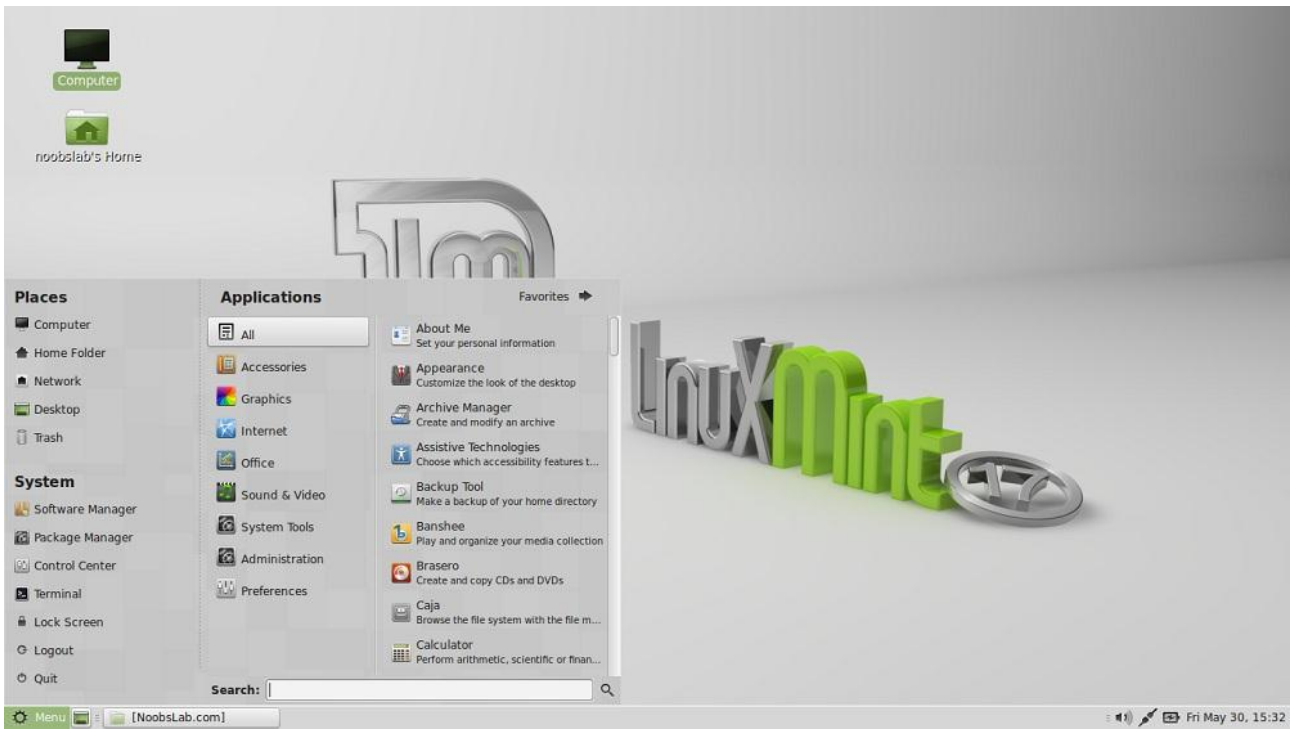 Computer
noobslab's Home
Places
Computer
Home Folder
Network
Desktop
Trash
System
Software Manager
Package Manager
Control Center
Terminal
Lock Screen
Logout
Quit
Applications
Favorites
All
Accessories
Graphics
Internet
Office
Sound & Video
System Tools
Administration
Preferences
About Me
Set your personal information
Appearance
Customize the look of the desktop
Archive Manager
Create and modify an archive
Assistive Technologies
Choose which accessibility features t...
Backup Tool
Make a backup of your home directory
Banshee
Play and organize your media collection
Brasero
Create and copy CDs and DVDs
Caja
Browse the file system with the file m...
Calculator
Perform arithmetic, scientific or finan...
Search:
LinuxMint
17
Menu
[NoobsLab.com]
Fri May 30, 15:32